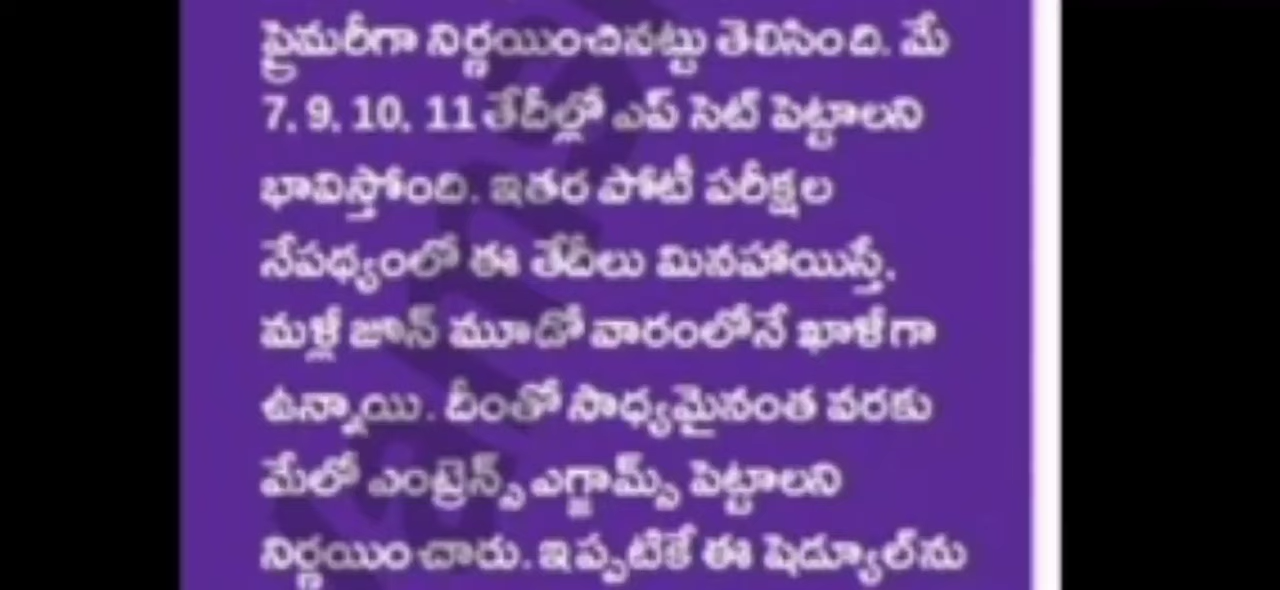 ప్రైమరీగా నిర్ణయించినట్టు తెలిసింది. మే
7, 9, 10, 11 తేదీల్లో ఎప్ సెట్ పెట్టాలని
భావిస్తోంది. ఇతర పోటీ పరీక్షల
నేపథ్యంలో ఈ తేదీలు మినహాయిస్తే,
మళ్లీ జూన్ మూడో వారంలోనే ఖాళీగా
ఉన్నాయి. దీంతో సాధ్యమైనంత వరకు
మేలో ఎంట్రెన్స్ ఎగ్జామ్స్ పెట్టాలని
నిర్ణయించారు. ఇప్పటికే ఈ షెడ్యూల్‌ను